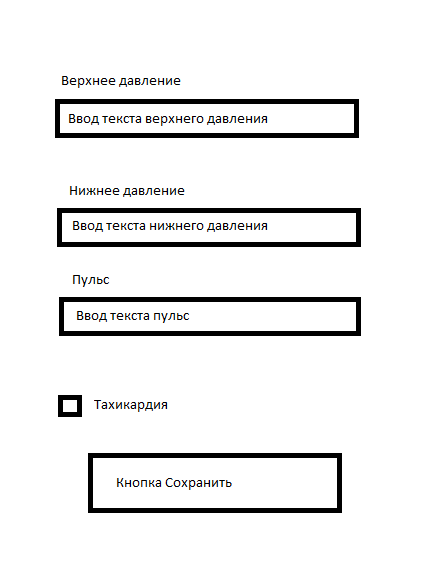 Верхнее давление
Ввод текста верхнего давления
Нижнее давление
Ввод текста нижнего давления
Пульс
Ввод текста пульс
Тахикардия
Кнопка Сохранить